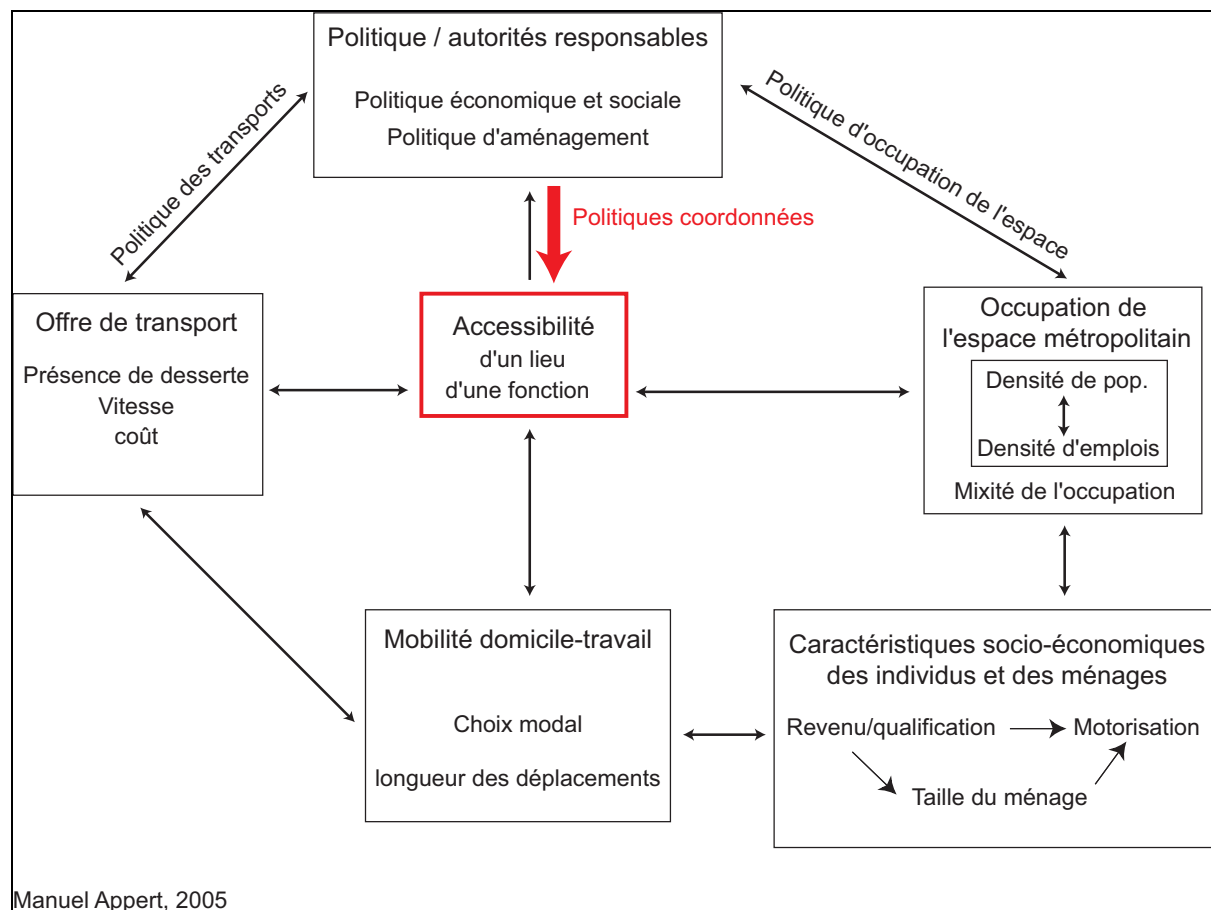 Politique / autorités responsables
Politique économique et sociale
Politique d'aménagement
Politique des transports
Politique d'occupation de l'espace
Politiques coordonnées
Offre de transport
Présence de desserte
Vitesse
coût
Accessibilité
d'un lieu
d'une fonction
Occupation de
l'espace métropolitain
Densité de pop.
Densité d'emplois
Mixité de l'occupation
Mobilité domicile-travail
Choix modal
longueur des déplacements
Caractéristiques socio-économiques
des individus et des ménages
Revenu/qualification
Motorisation
Taille du ménage
Manuel Appert, 2005